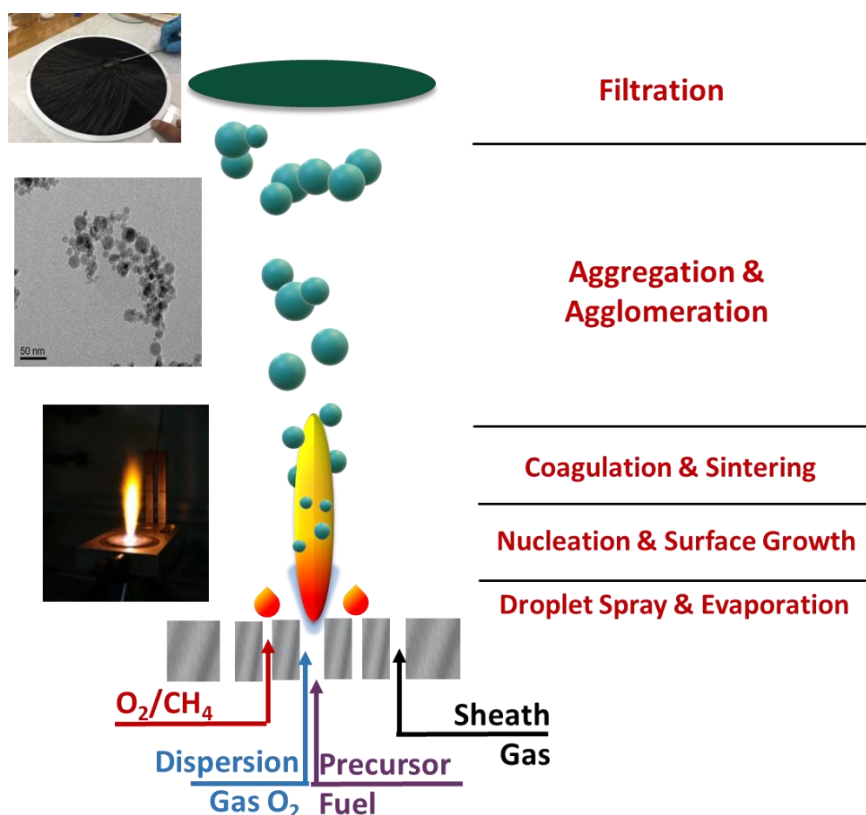 Filtration
Aggregation &
Agglomeration
50 nm
Coagulation & Sintering
Nucleation & Surface Growth
Droplet Spray & Evaporation
O₂/CH₄
Sheath
Gas
Dispersion
Gas O₂
Precursor
Fuel